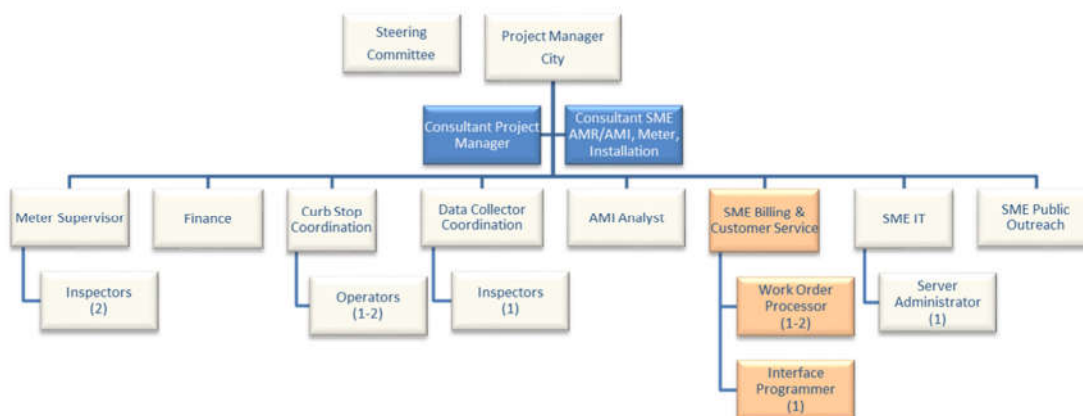 Steering
Committee
Project Manager
City
Consultant Project
Manager
Consultant SME
AMR/AMI, Meter,
Installation
Meter Supervisor
Finance
Curb Stop
Coordination
Data Collector
Coordination
AMI Analyst
SME Billing &
Customer Service
SME IT
SME Public
Outreach
Inspectors
(2)
Operators
(1-2)
Inspectors
(1)
Work Order
Processor
(1-2)
Server
Administrator
(1)
Interface
Programmer
(1)